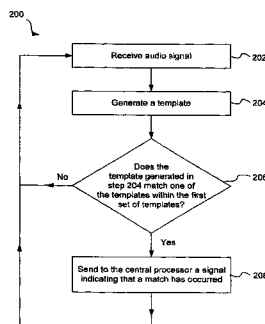 200
Receive audio signal
202
Generate a template
204
Does the
template generated in
step 204 match one of
the templates within the first
set of templates?
206
No
Yes
Send to the central processor a signal
indicating that a match has occurred
208